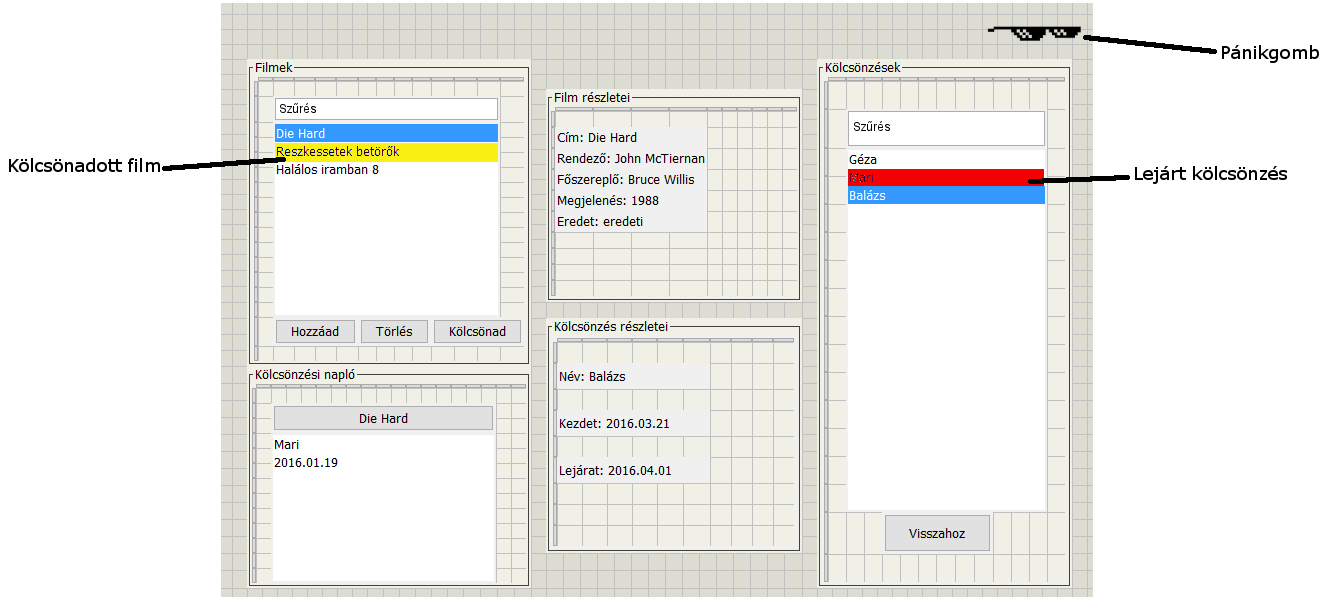 Pánikgomb
Filmek
Szűrés
Die Hard
Reszkessetek betörők
Halálos iramban 8
Hozzáad
Törlés
Kölcsönad
Kölcsönadott film
Kölcsönzési napló
Die Hard
Mari
2016.01.19
Film részletei
Cím: Die Hard
Rendező: John McTiernan
Főszereplő: Bruce Willis
Megjelenés: 1988
Eredet: eredeti
Kölcsönzés részletei
Név: Balázs
Kezdet: 2016.03.21
Lejárat: 2016.04.01
Kölcsönzések
Szűrés
Géza
Mari
Balázs
Visszahoz
Lejárt kölcsönzés